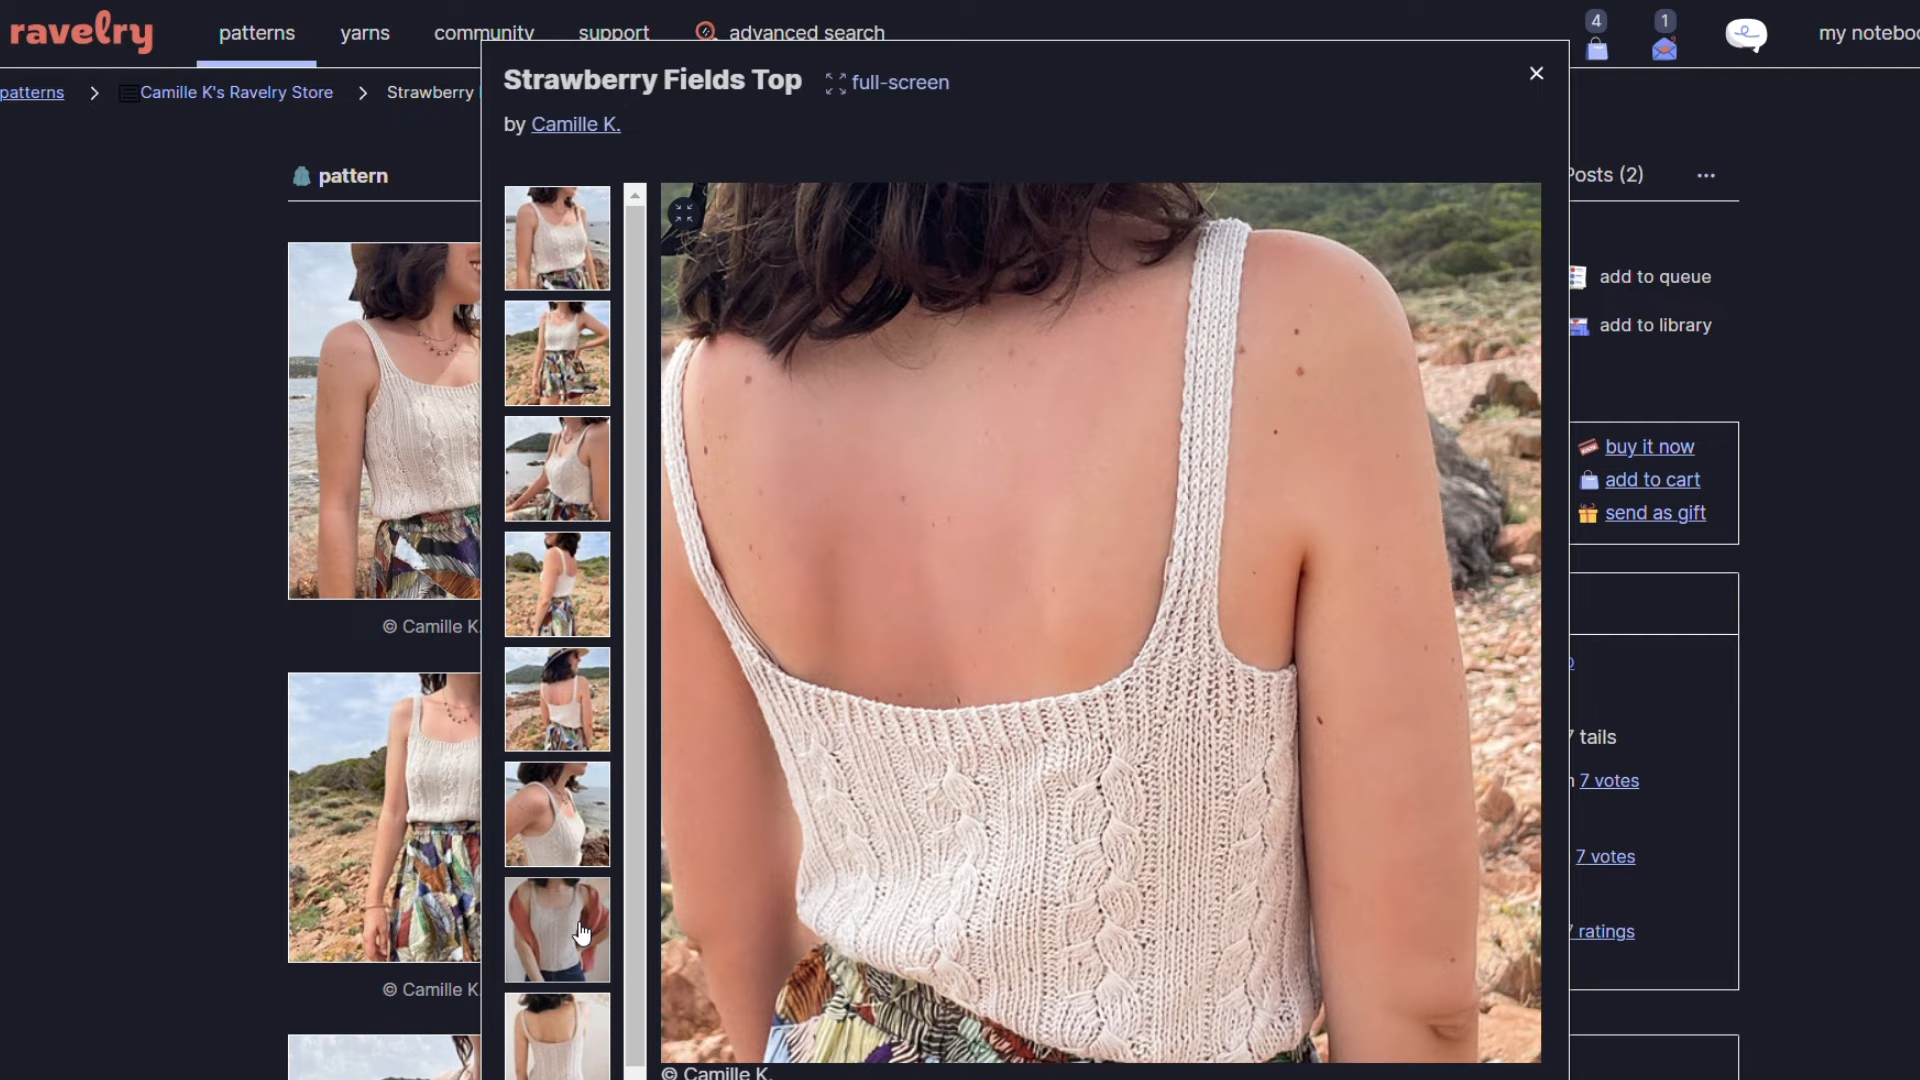 ravelry
patterns
yarns
community
support
advanced search
4
1
my noteboo
patterns
Camille K's Ravelry Store
Strawberry
Strawberry Fields Top
full-screen
by Camille K.
pattern
Posts (2)
add to queue
add to library
buy it now
add to cart
send as gift
© Camille K.
tails
7 votes
7 votes
ratings
© Camille K
© Camille K.